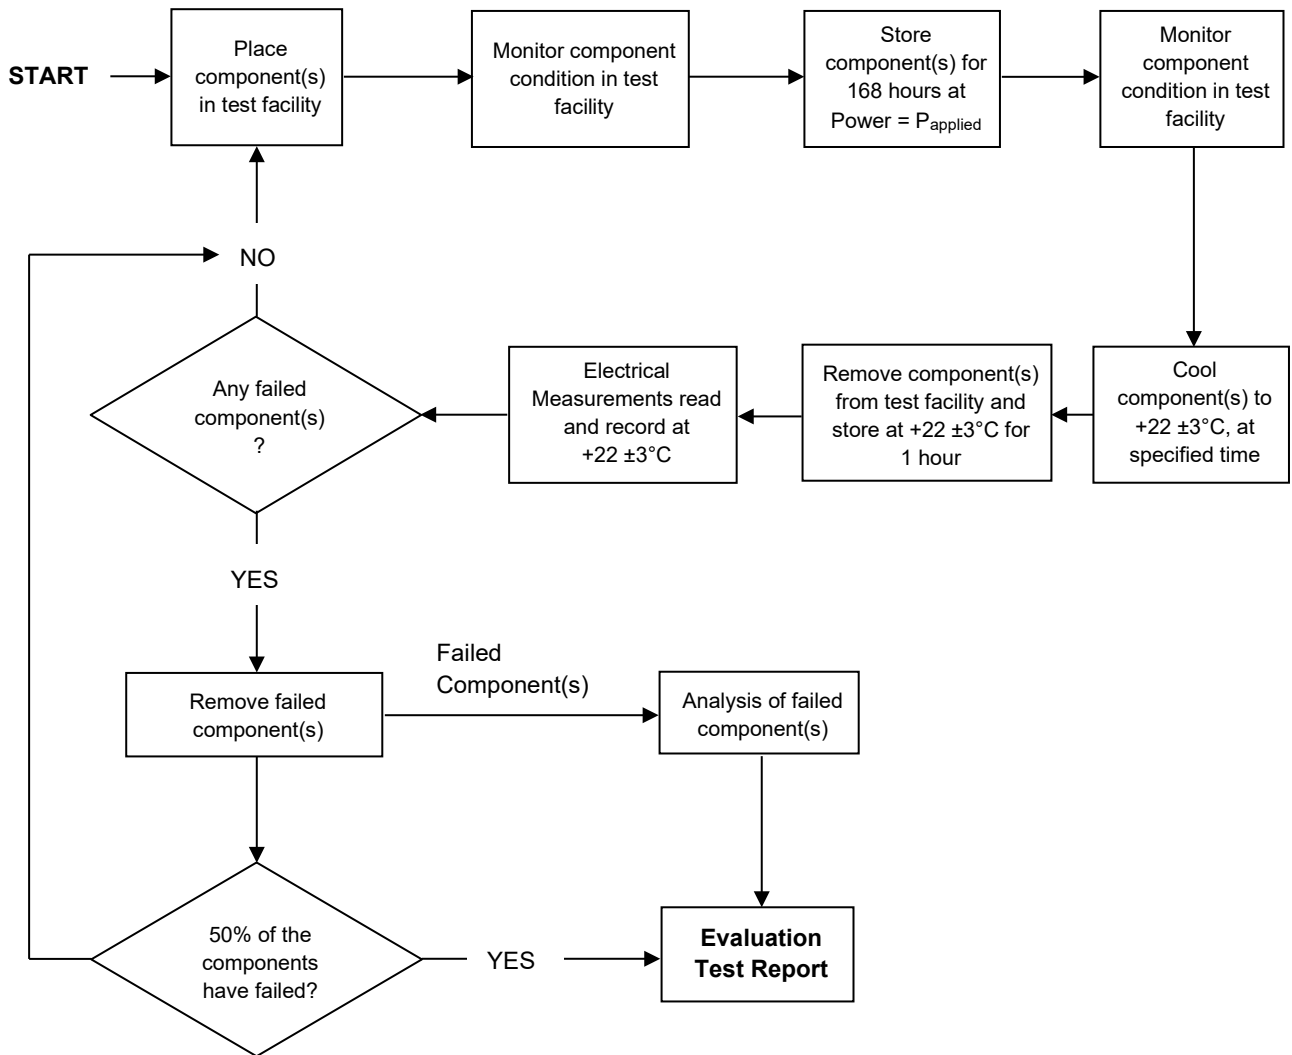 START
Place
component(s)
in test facility
Monitor component
condition in test
facility
Store
component(s) for
168 hours at
Power = Papplied
Monitor
component
condition in test
facility
Cool
component(s) to
+22 ±3°C, at
specified time
Remove component(s)
from test facility and
store at +22 ±3°C for
1 hour
Electrical
Measurements read
and record at
+22 ±3°C
Any failed
component(s)
?
NO
YES
Remove failed
component(s)
Failed
Component(s)
Analysis of failed
component(s)
50% of the
components
have failed?
YES
Evaluation
Test Report